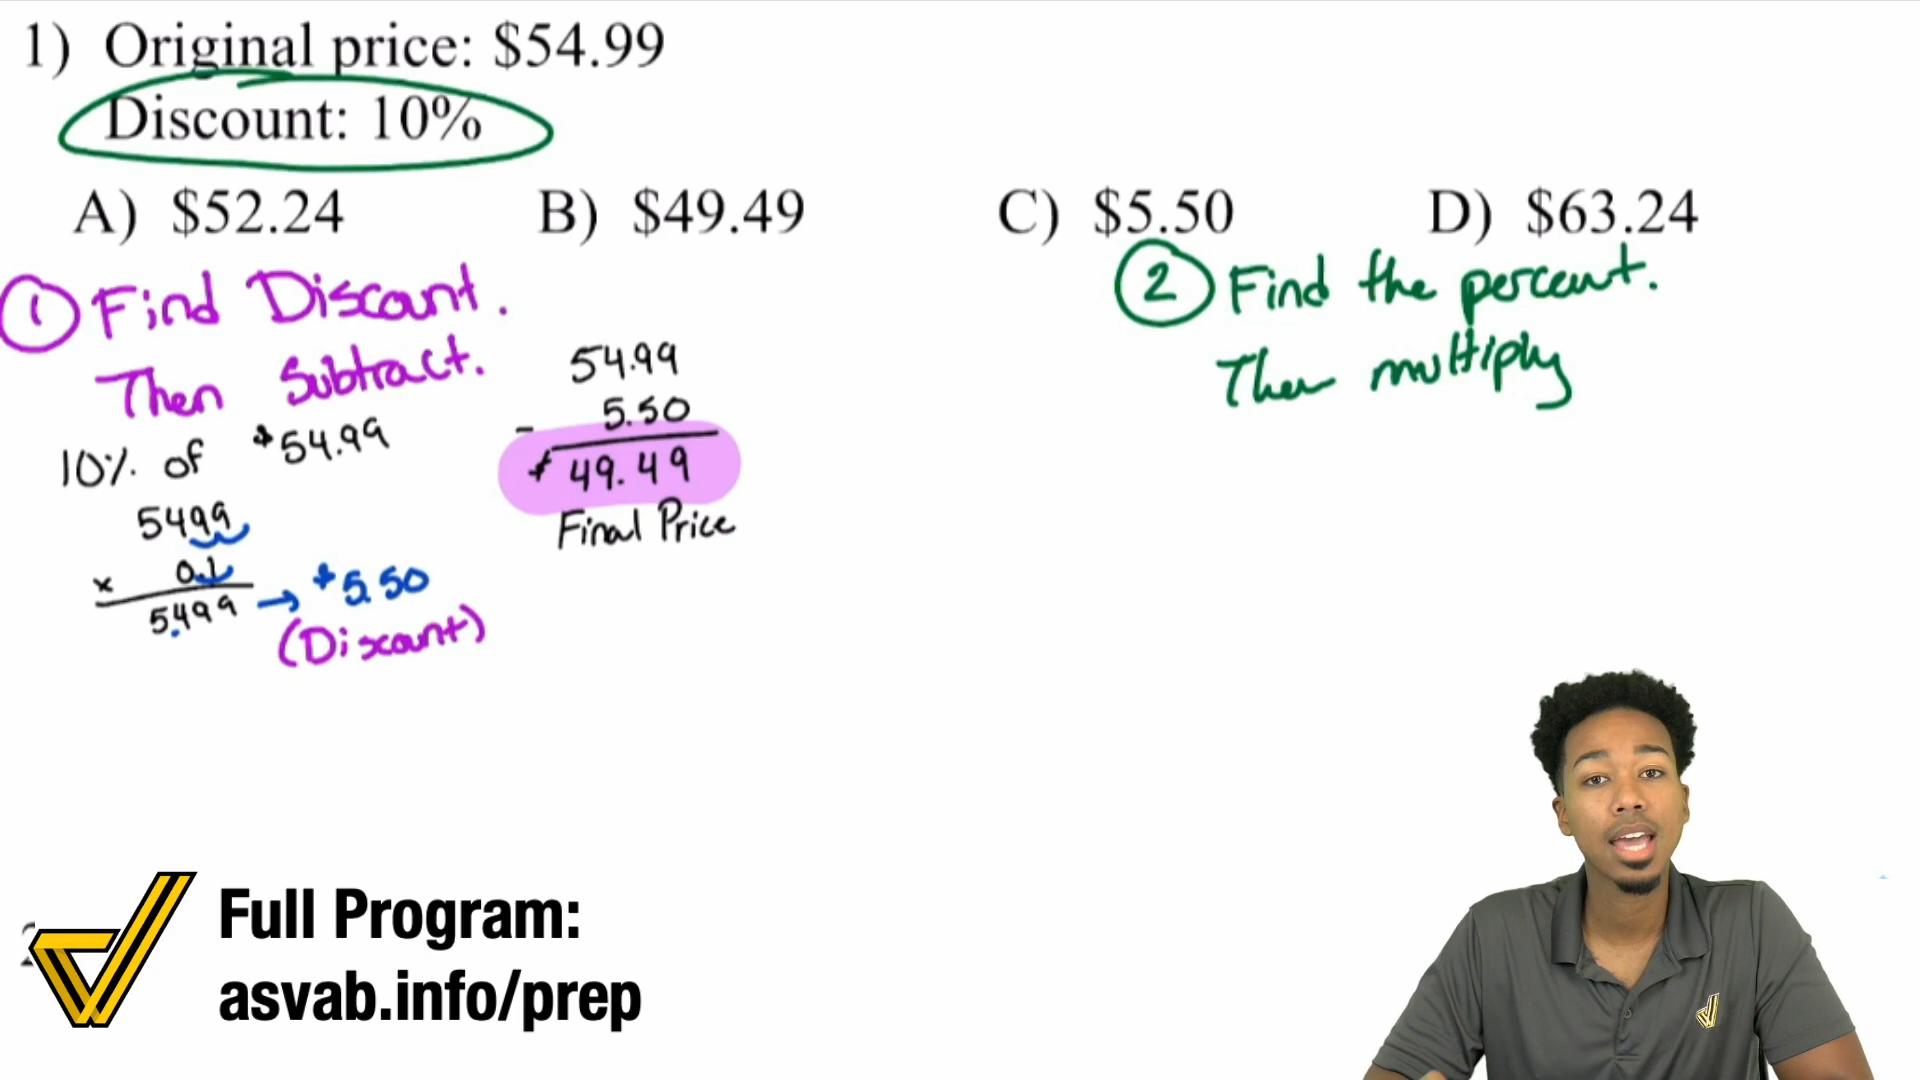 1) Original price: $54.99
Discount: 10%
A) $52.24 B) $49.49 C) $5.50 D) $63.24
① Find Discount.
Then Subtract.
10% of $54.99
5499
x 0.1
5.499 → $5.50
(Discount)
54.99
- 5.50
$49.49
Final Price
② Find the percent.
Then multiply
Full Program:
asvab.info/prep